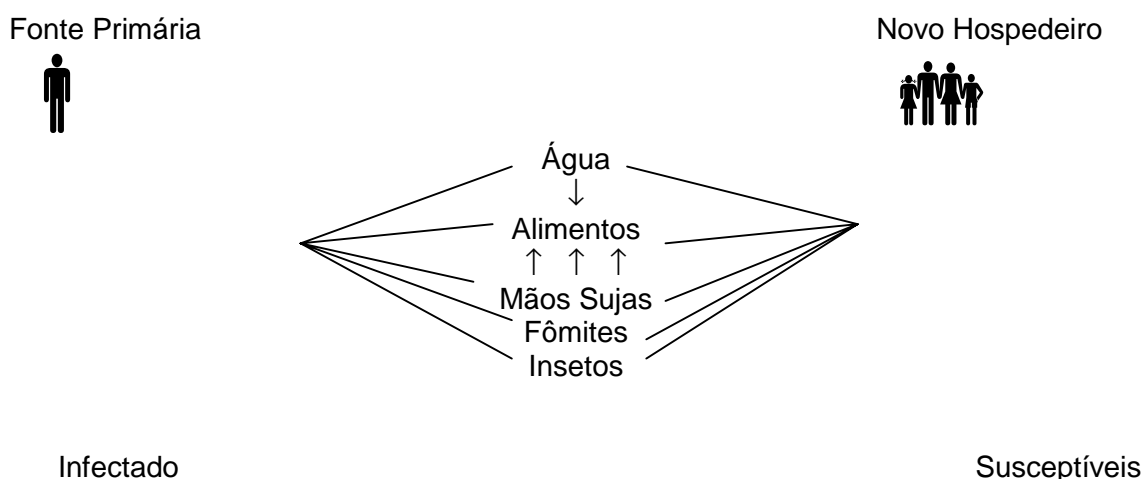 Fonte Primária
Novo Hospedeiro
Água
↓
Alimentos
↑ ↑ ↑
Mãos Sujas
Fômites
Insetos
Infectado
Susceptíveis